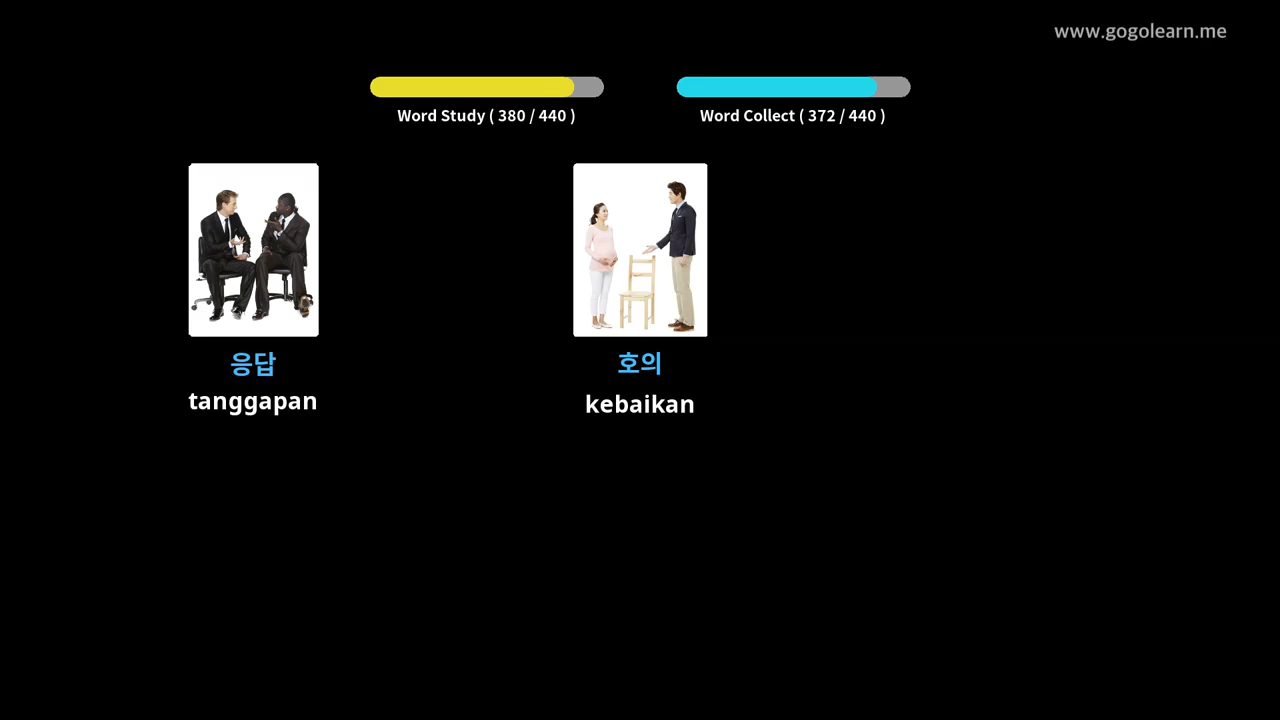 www.gogolearn.me
Word Study ( 380 / 440 )
Word Collect ( 372 / 440 )
응답
tanggapan
호의
kebaikan